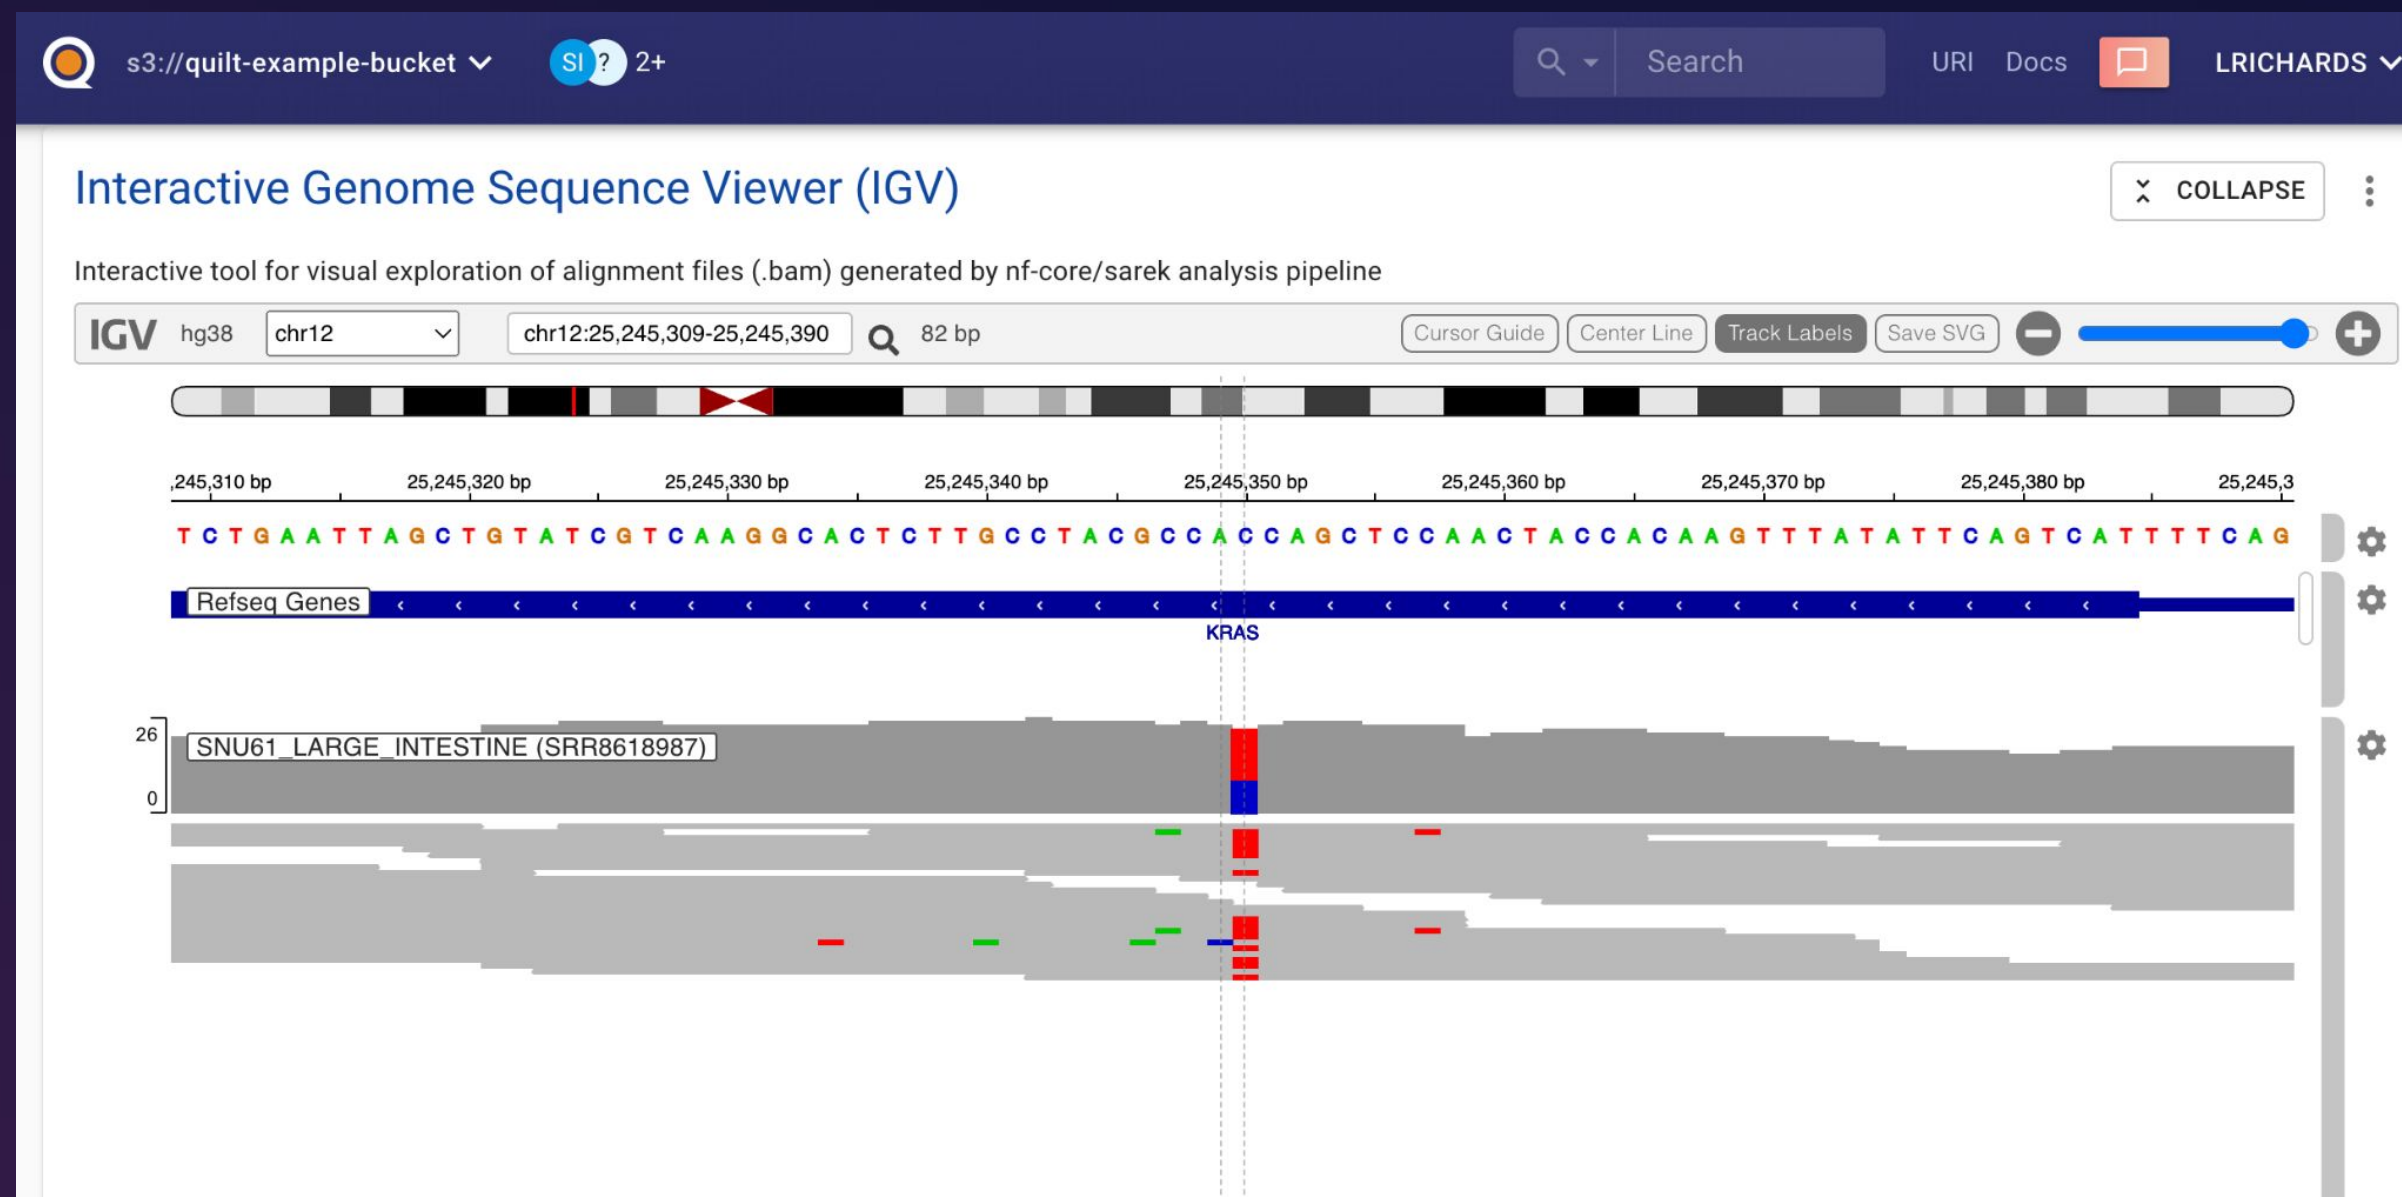 s3://quilt-example-bucket SI ? 2+ Search URI Docs LRICHARDS
Interactive Genome Sequence Viewer (IGV) COLLAPSE
Interactive tool for visual exploration of alignment files (.bam) generated by nf-core/sarek analysis pipeline
IGV hg38 chr12 chr12:25,245,309-25,245,390 82 bp Cursor Guide Center Line Track Labels Save SVG
,245,310 bp 25,245,320 bp 25,245,330 bp 25,245,340 bp 25,245,350 bp 25,245,360 bp 25,245,370 bp 25,245,380 bp 25,245,3
T C T G A A T T A G C T G T A T C G T C A A G G C A C T C T T G C C T A C G C C A C C A G C T C C A A C T A C C A C A A G T T T A T A T T C A G T C A T T T T C A G
Refseq Genes
KRAS
26
SNU61_LARGE_INTESTINE (SRR8618987)
0